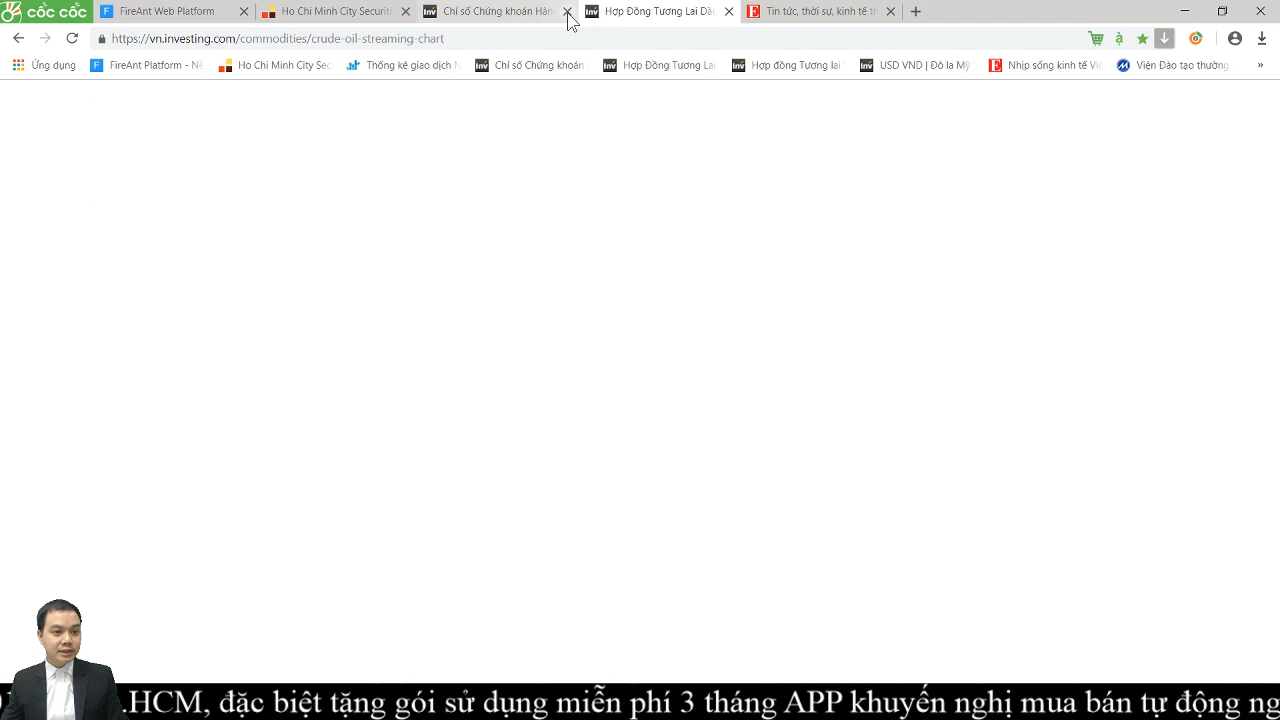 cốc cốc
FireAnt Web Platform
Ho Chi Minh City Securiti
Chỉ số Chứng khoán
Hợp Đồng Tương Lai Dầu
Tin tức, thời sự, kinh tế th
https://vn.investing.com/commodities/crude-oil-streaming-chart
Ứng dụng
FireAnt Platform - Nề
Ho Chi Minh City Sec
Thống kê giao dịch
Chỉ số Chứng khoán
Hợp Đồng Tương Lai
Hợp đồng Tương lai
USD VND | Đô la Mỹ
Nhịp sống kinh tế Việ
Viện Đào tạo thường
.HCM, đặc biệt tặng gói sử dụng miễn phí 3 tháng APP khuyến nghị mua bán tự động ng